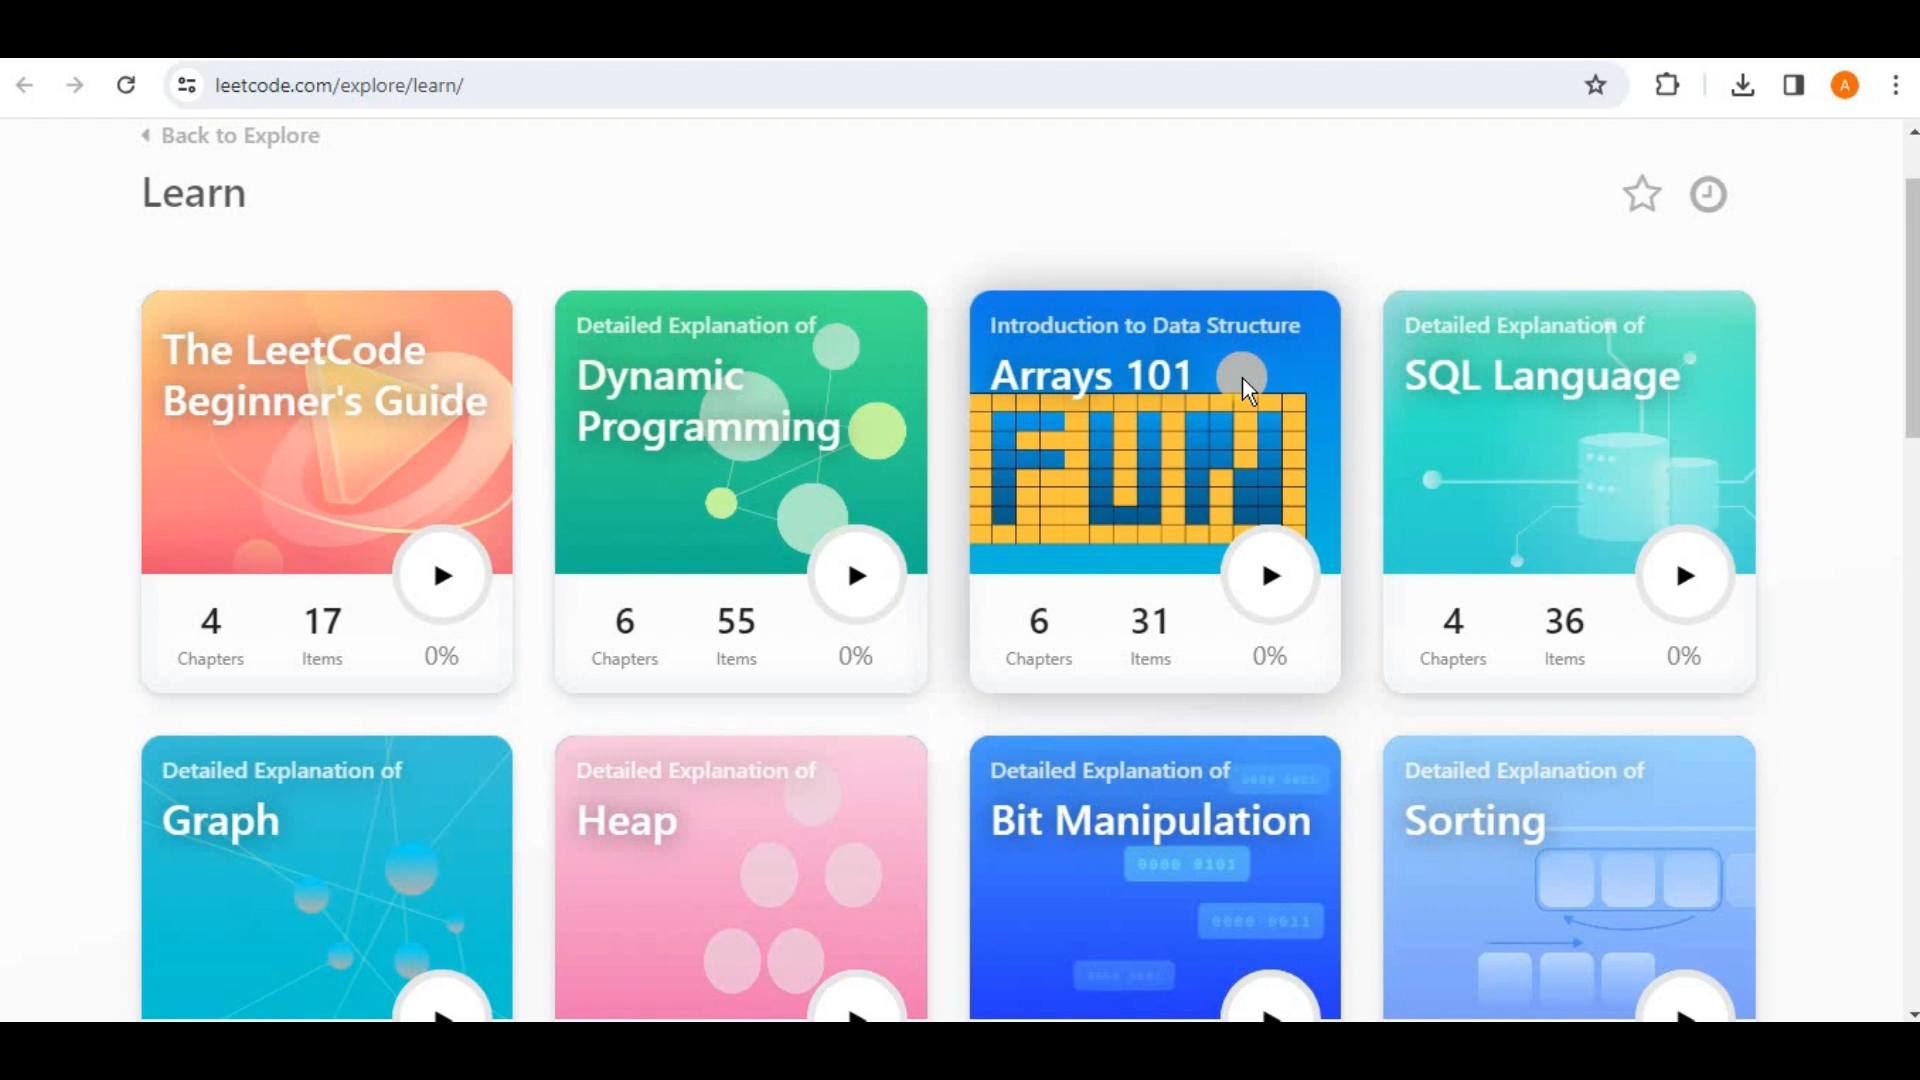 leetcode.com/explore/learn/
A
Back to Explore
Learn
The LeetCode
Beginner's Guide
4
Chapters
17
Items
0%
Detailed Explanation of
Dynamic
Programming
6
Chapters
55
Items
0%
Introduction to Data Structure
Arrays 101
FUN
6
Chapters
31
Items
0%
Detailed Explanation of
SQL Language
4
Chapters
36
Items
0%
Detailed Explanation of
Graph
Detailed Explanation of
Heap
Detailed Explanation of
Bit Manipulation
0000 0101
0000 0011
Detailed Explanation of
Sorting